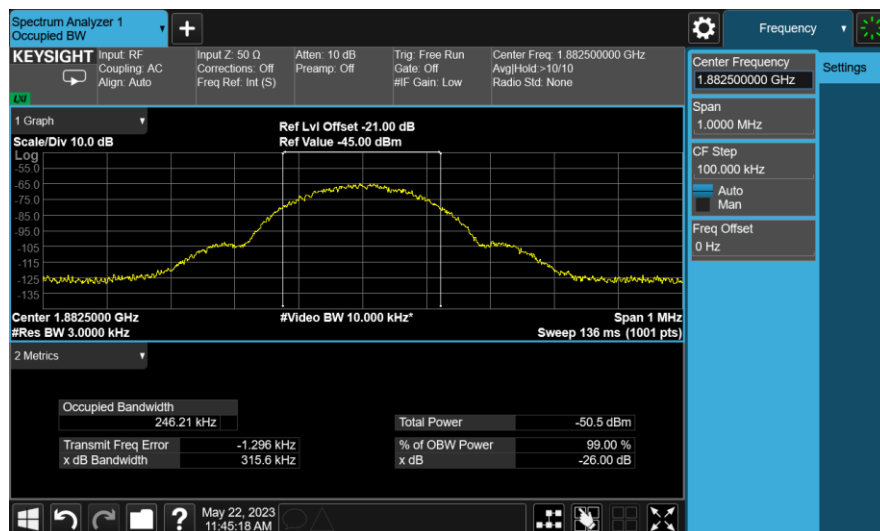 Spectrum Analyzer 1
Occupied BW
Frequency
KEYSIGHT
Input: RF
Coupling: AC
Align: Auto
Input Z: 50 Ω
Corrections: Off
Freq Ref: Int (S)
Atten: 10 dB
Preamp: Off
Trig: Free Run
Gate: Off
#IF Gain: Low
Center Freq: 1.882500000 GHz
Avg|Hold:>10/10
Radio Std: None
LXI
Center Frequency
1.882500000 GHz
Settings
Span
1.0000 MHz
CF Step
100.000 kHz
Auto
Man
Freq Offset
0 Hz
1 Graph
Scale/Div 10.0 dB
Ref Lvl Offset -21.00 dB
Ref Value -45.00 dBm
Log
-55.0
-65.0
-75.0
-85.0
-95.0
-105
-115
-125
-135
Center 1.88250 GHz
#Res BW 3.0000 kHz
#Video BW 10.000 kHz*
Span 1 MHz
Sweep 136 ms (1001 pts)
2 Metrics
Occupied Bandwidth
246.21 kHz
Total Power -50.5 dBm
Transmit Freq Error -1.296 kHz
% of OBW Power 99.00 %
x dB Bandwidth 315.6 kHz
x dB -26.00 dB
?
May 22, 2023
11:45:18 AM